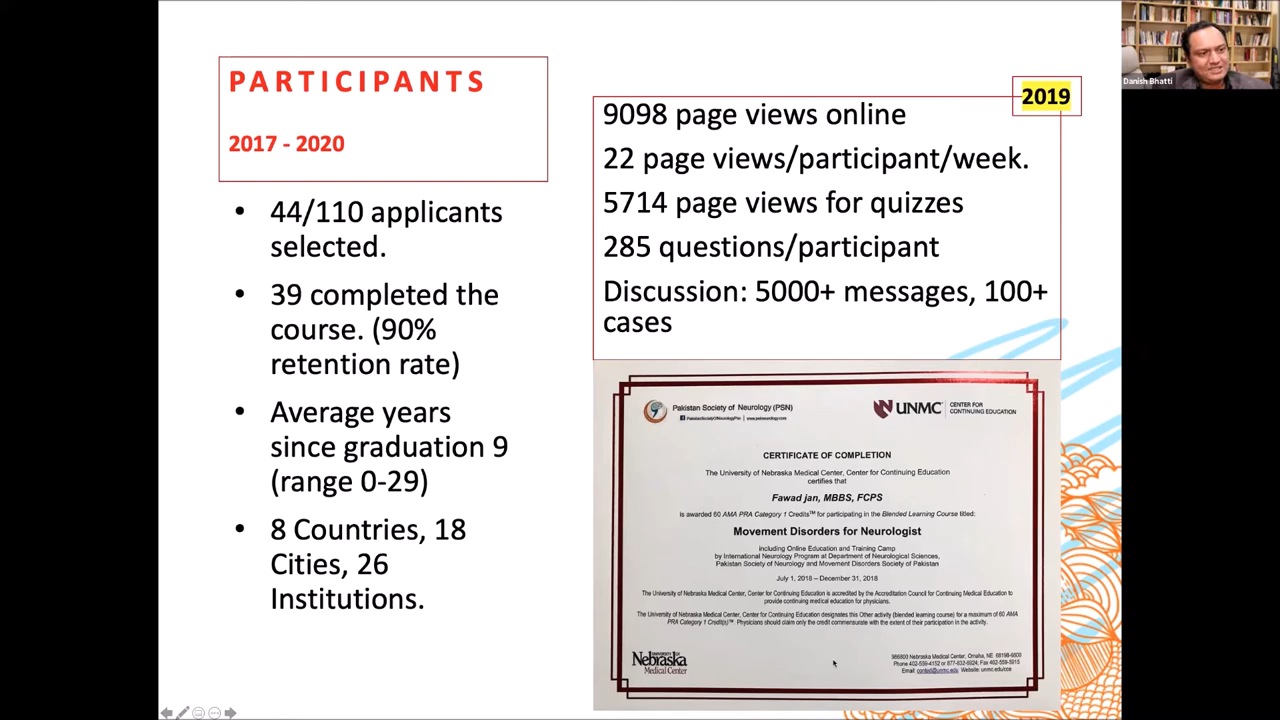 PARTICIPANTS
2017 - 2020
• 44/110 applicants
selected.
• 39 completed the
course. (90%
retention rate)
• Average years
since graduation 9
(range 0-29)
• 8 Countries, 18
Cities, 26
Institutions.
2019
9098 page views online
22 page views/participant/week.
5714 page views for quizzes
285 questions/participant
Discussion: 5000+ messages, 100+
cases
Pakistan Society of Neurology (PSN)
UNMC
CENTER FOR
CONTINUING EDUCATION
CERTIFICATE OF COMPLETION
The University of Nebraska Medical Center, Center for Continuing Education
certifies that
Fawad jan, MBBS, FCPS
Is awarded 60 AMA PRA Category 1 Credits™ for participating in the Blended Learning Course titled:
Movement Disorders for Neurologist
including Online Education and Training Camp
by International Neurology Program at Department of Neurological Sciences,
Pakistan Society of Neurology and Movement Disorders Society of Pakistan
July 1, 2018 – December 31, 2018
The University of Nebraska Medical Center, Center for Continuing Education is accredited by the Accreditation Council for Continuing Medical Education to
provide continuing medical education for physicians.
The University of Nebraska Medical Center, Center for Continuing Education designates this Other activity (blended learning course) for a maximum of 60 AMA
PRA Category 1 Credit(s)™. Physicians should claim only the credit commensurate with the extent of their participation in the activity.
UNIVERSITY OF
Nebraska
Medical Center
986800 Nebraska Medical Center, Omaha, NE 68198-6800
Phone 402-559-4152 or 877-832-6924; Fax 402-559-5915
Danish Bhatti